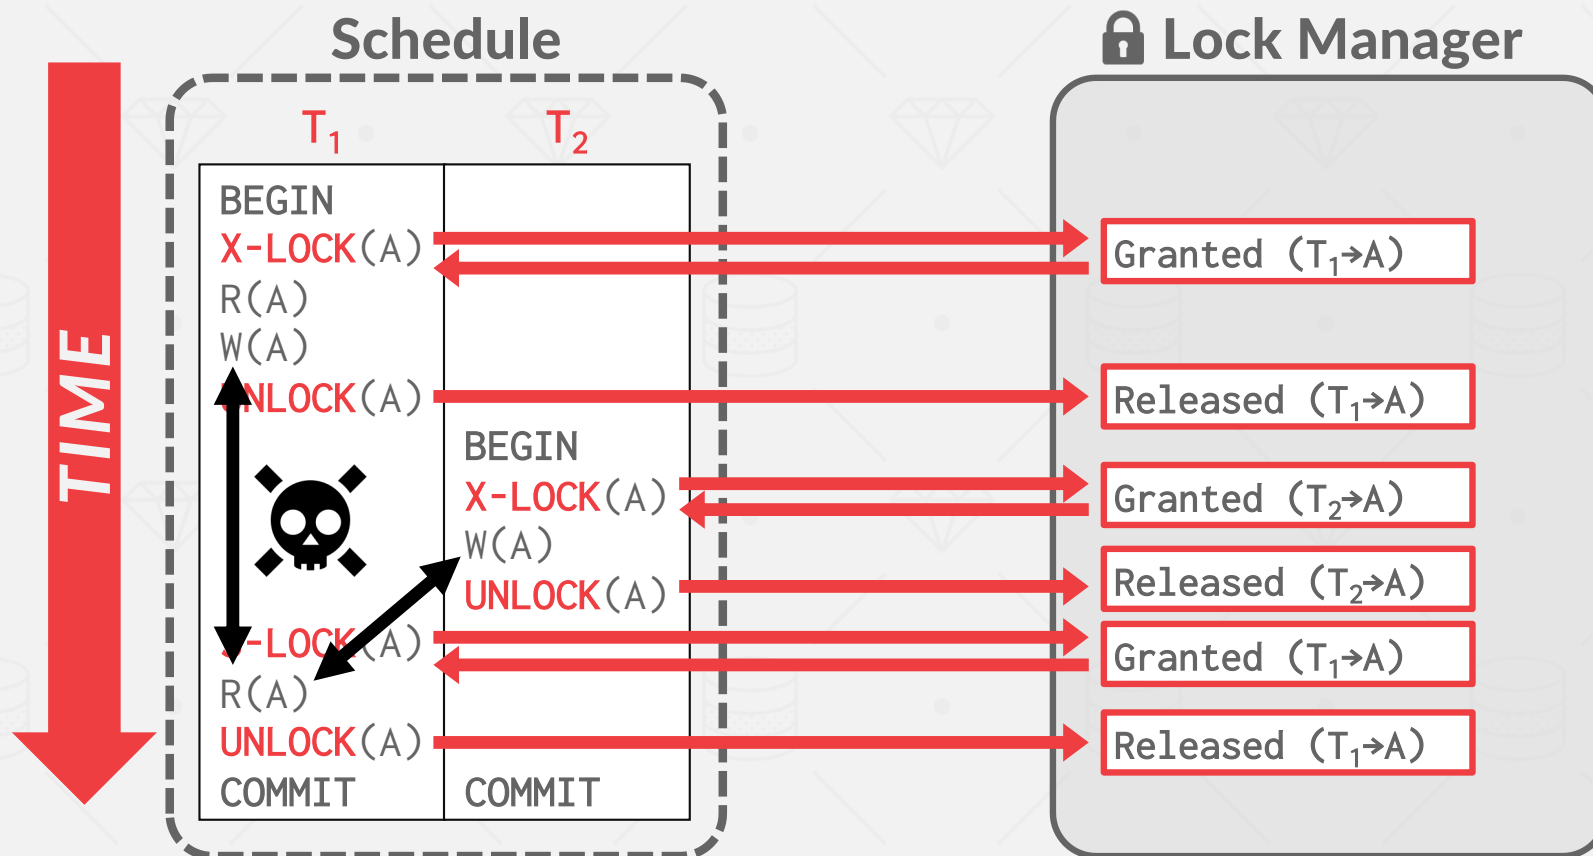 Schedule
Lock Manager
TIME
T1 T2
BEGIN
X-LOCK(A)
R(A)
W(A)
UNLOCK(A)
BEGIN
X-LOCK(A)
W(A)
UNLOCK(A)
S-LOCK(A)
R(A)
UNLOCK(A)
COMMIT COMMIT
Granted (T1→A)
Released (T1→A)
Granted (T2→A)
Released (T2→A)
Granted (T1→A)
Released (T1→A)